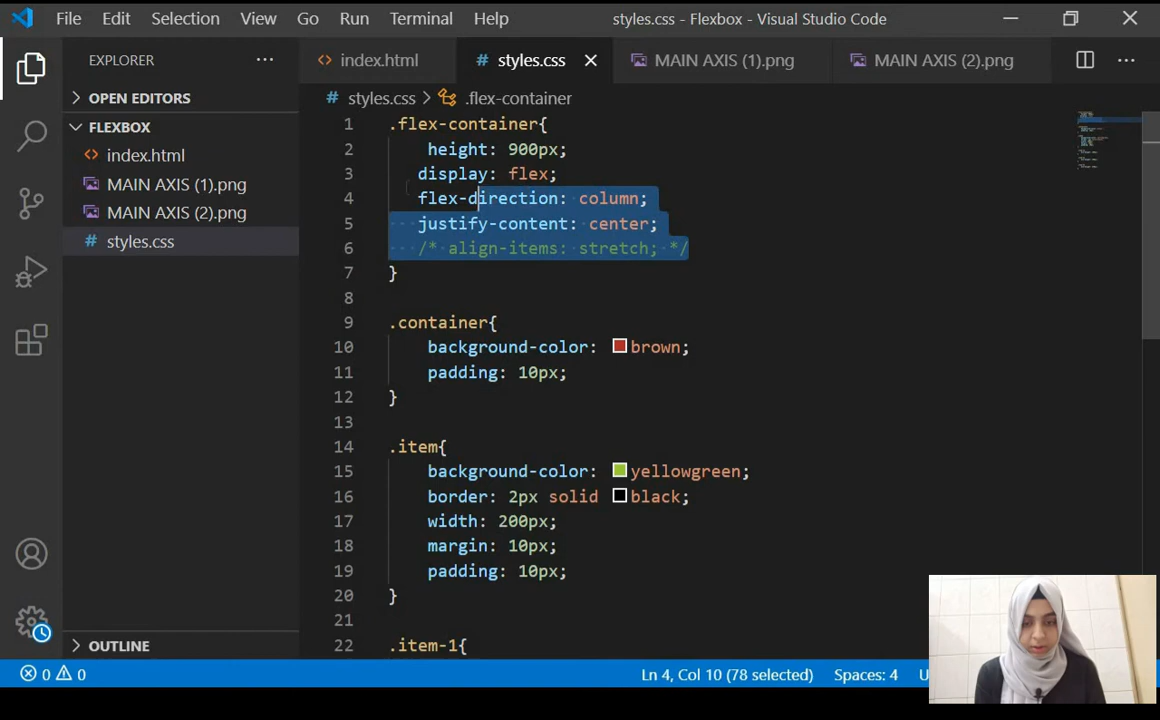 File Edit Selection View Go Run Terminal Help styles.css - Flexbox - Visual Studio Code
EXPLORER
index.html # styles.css MAIN AXIS (1).png MAIN AXIS (2).png
OPEN EDITORS
FLEXBOX
index.html
MAIN AXIS (1).png
MAIN AXIS (2).png
# styles.css
OUTLINE
# styles.css > .flex-container
1 .flex-container{
2 height: 900px;
3 display: flex;
4 flex-direction: column;
5 justify-content: center;
6 /* align-items: stretch; */
7 }
8
9 .container{
10 background-color: brown;
11 padding: 10px;
12 }
13
14 .item{
15 background-color: yellowgreen;
16 border: 2px solid black;
17 width: 200px;
18 margin: 10px;
19 padding: 10px;
20 }
21
22 .item-1{
0 0 Ln 4, Col 10 (78 selected) Spaces: 4 U